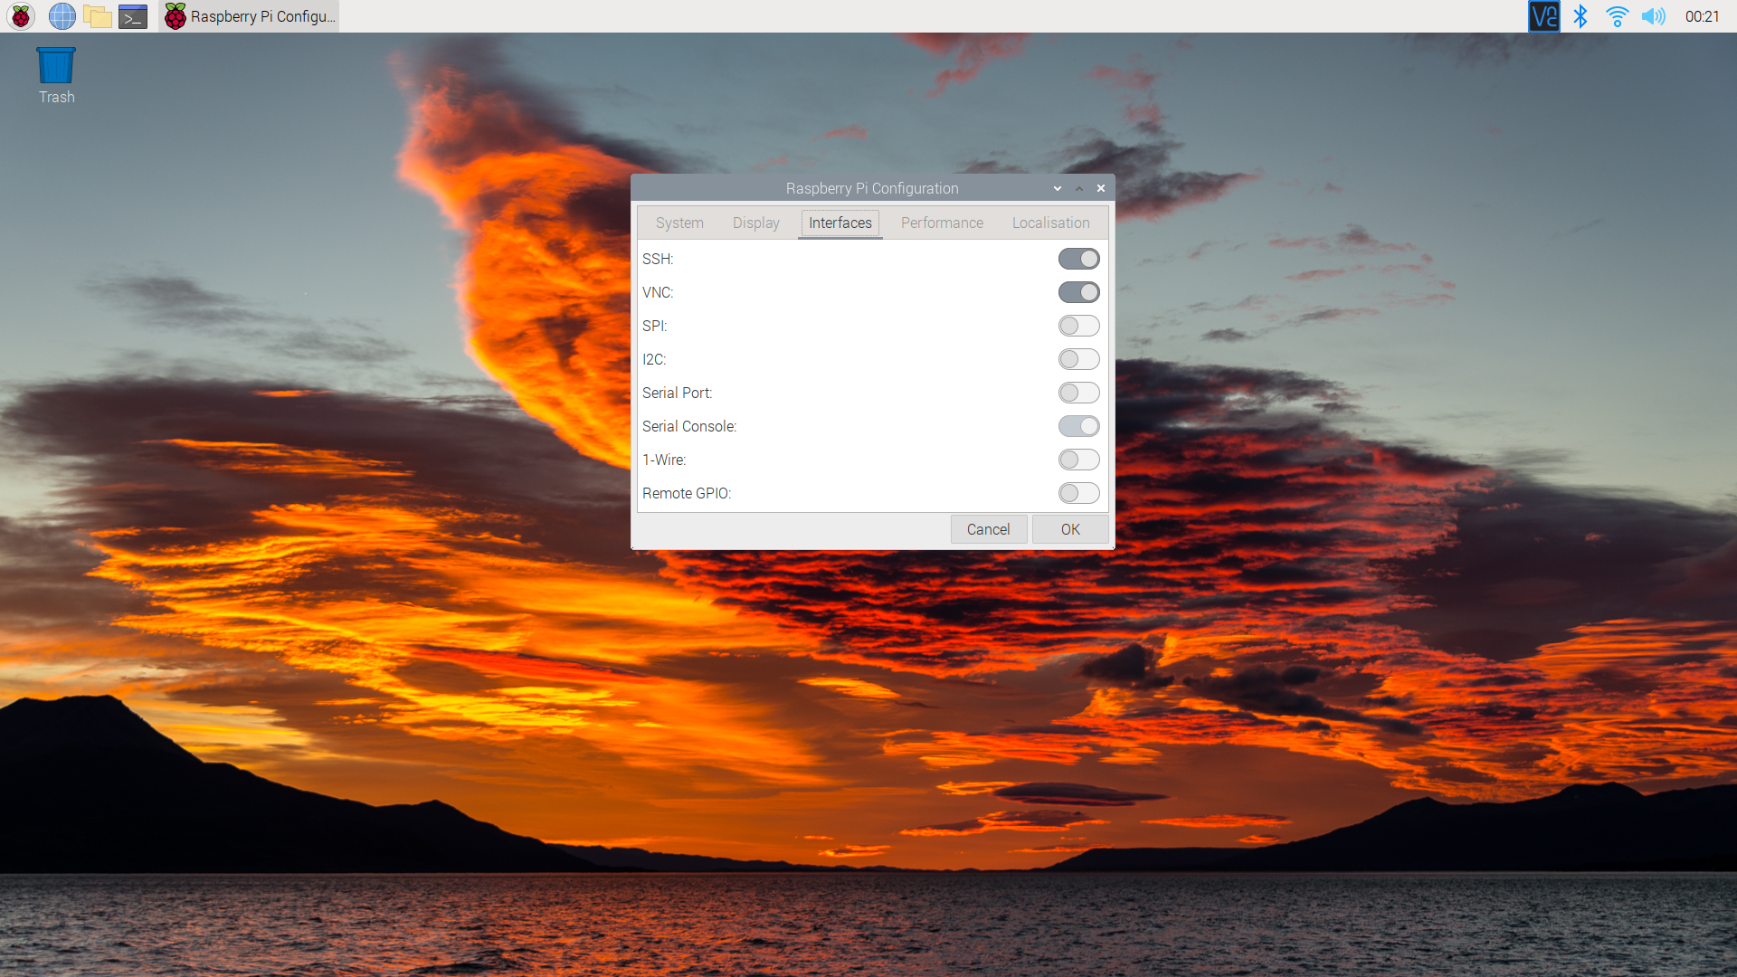 Raspberry Pi Configu...
VNC
00:21
Trash
Raspberry Pi Configuration
System Display Interfaces Performance Localisation
SSH:
VNC:
SPI:
I2C:
Serial Port:
Serial Console:
1-Wire:
Remote GPIO:
Cancel OK